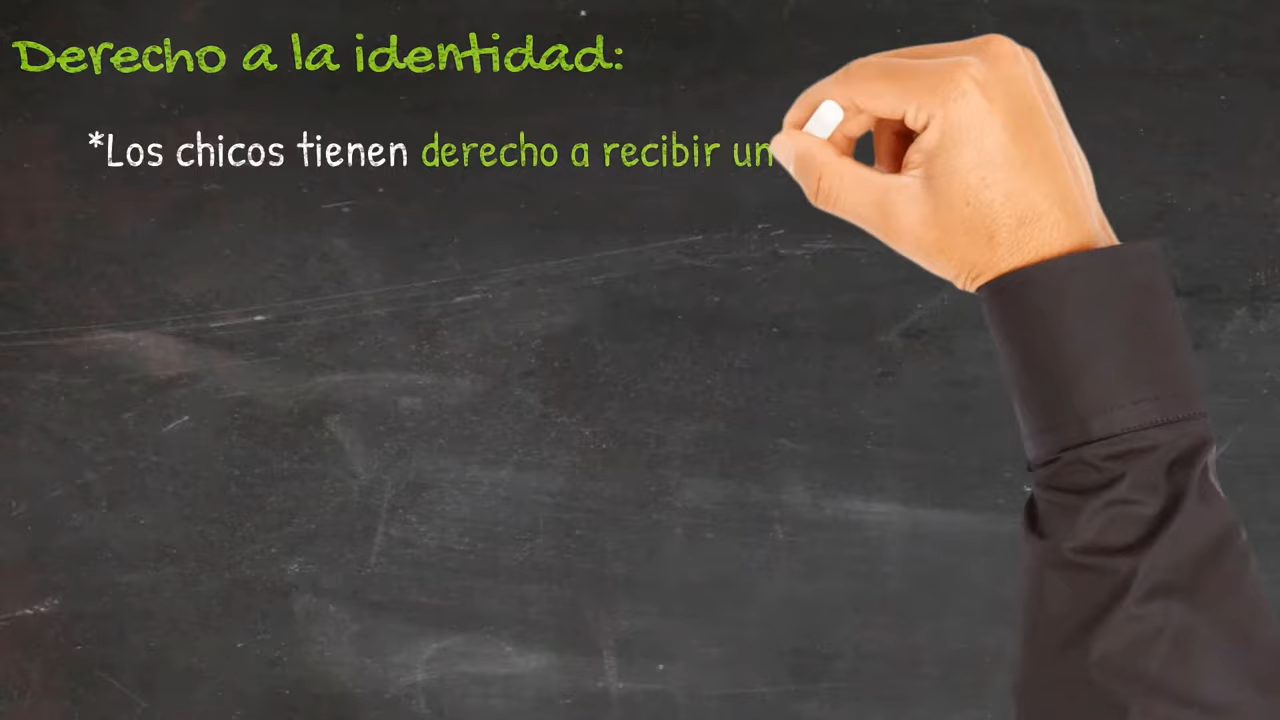 Derecho a la identidad:
*Los chicos tienen derecho a recibir un